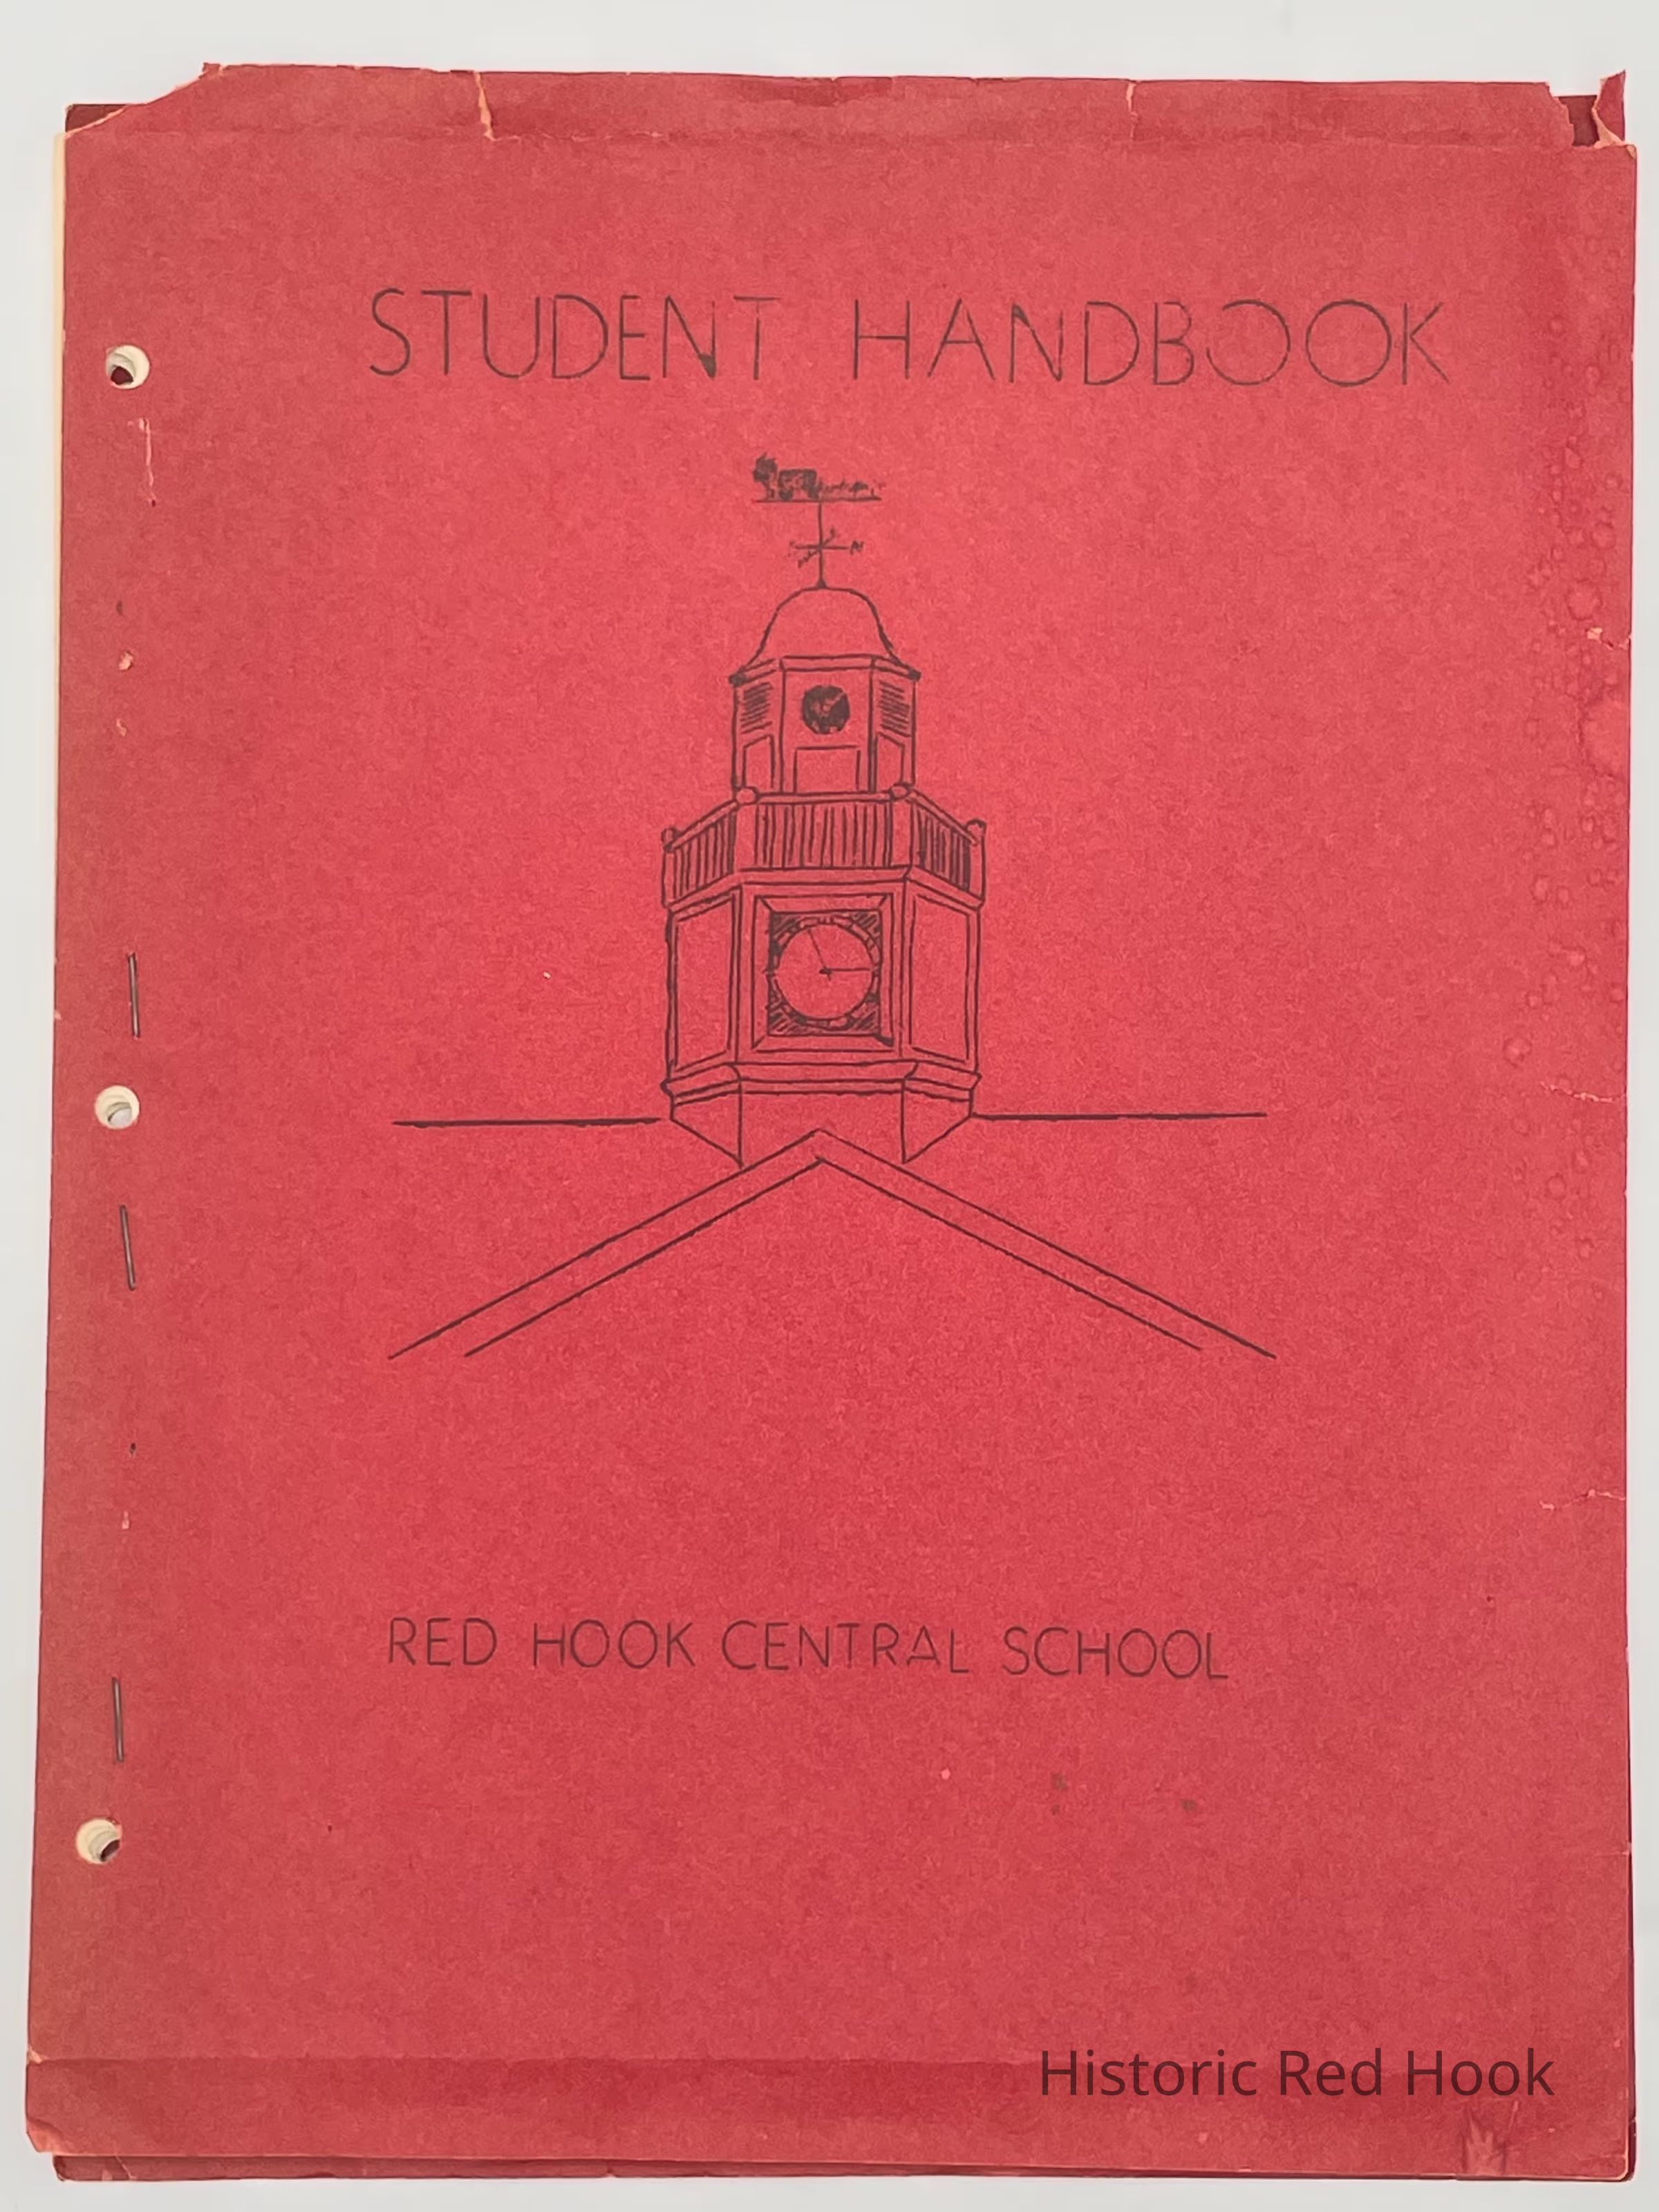 STUDENT HANDBOOK
RED HOOK CENTRAL SCHOOL
Historic Red Hook